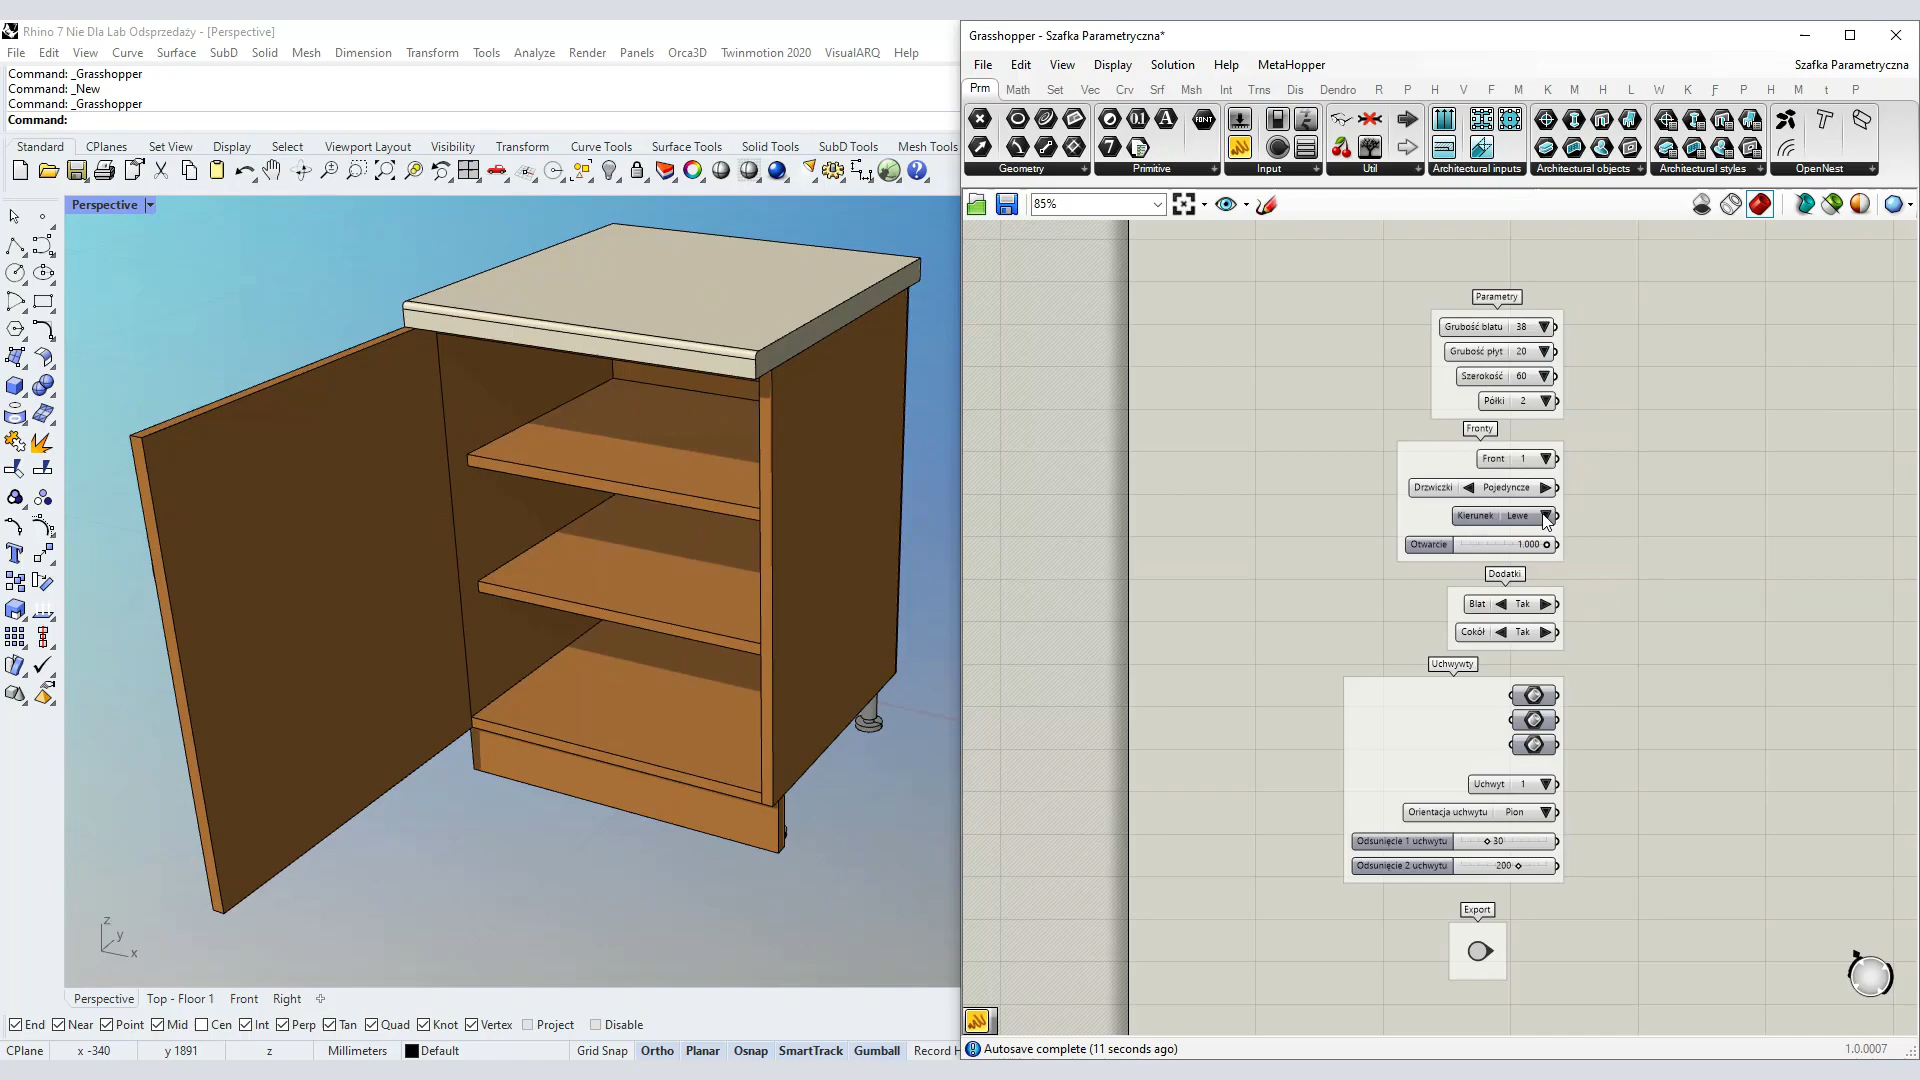 Rhino 7 Nie Dla Lab Odsprzedaży - [Perspective]
File Edit View Curve Surface SubD Solid Mesh Dimension Transform Tools Analyze Render Panels Orca3D Twinmotion 2020 VisualARQ Help
Command: _Grasshopper
Command: _New
Command: _Grasshopper
Command:
Standard CPlanes Set View Display Select Viewport Layout Visibility Transform Curve Tools Surface Tools Solid Tools SubD Tools Mesh Tools
Perspective
z
y
x
Perspective Top - Floor 1 Front Right
End Near Point Mid Cen Int Perp Tan Quad Knot Vertex Project Disable
CPlane x -340 y 1891 z Millimeters Default Grid Snap Ortho Planar Osnap SmartTrack Gumball Record H
Grasshopper - Szafka Parametryczna*
File Edit View Display Solution Help MetaHopper Szafka Parametryczna
Prm Math Set Vec Crv Srf Msh Int Trns Dis Dendro R P H V F M K M H L W K F P H M t P
Geometry Primitive Input Util Architectural inputs Architectural objects Architectural styles OpenNest
85%
Parametry
Grubość blatu 38
Grubość płyt 20
Szerokość 60
Półki 2
Fronty
Front 1
Drzwiczki Pojedyncze
Kierunek Lewe
Otwarcie 1.000
Dodatki
Blat Tak
Cokół Tak
Uchwywty
Uchwyt 1
Orientacja uchwytu Pion
Odsunięcie 1 uchwytu 30
Odsunięcie 2 uchwytu 200
Export
Autosave complete (11 seconds ago) 1.0.0007